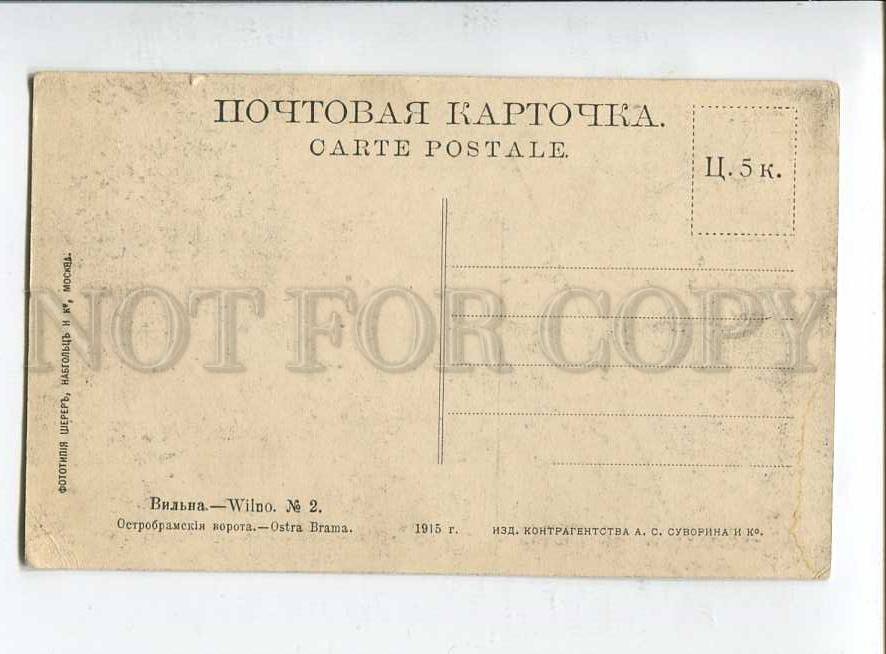 ПОЧТОВАЯ КАРТОЧКА.
CARTE POSTALE.
Ц. 5 к.
ФОТОТИПІЯ ШЕРЕРЪ, НАБГОЛЬЦЪ И Кº, МОСКВА.
NOT FOR COPY
Вильна.—Wilno. № 2.
Остробрамскія ворота.—Ostra Brama.
1915 г.
ИЗД. КОНТРАГЕНТСТВА А. С. СУВОРИНА И Кº.